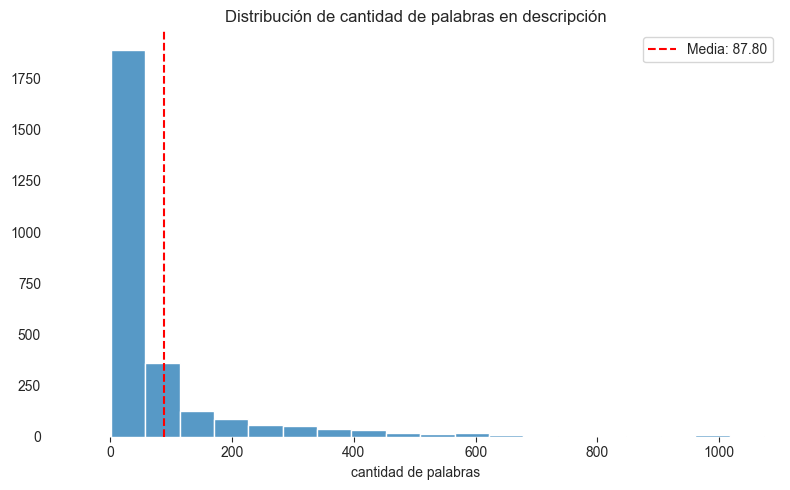 Distribución de cantidad de palabras en descripción
Media: 87.80
1750
1500
1250
1000
750
500
250
0
0 200 400 600 800 1000
cantidad de palabras